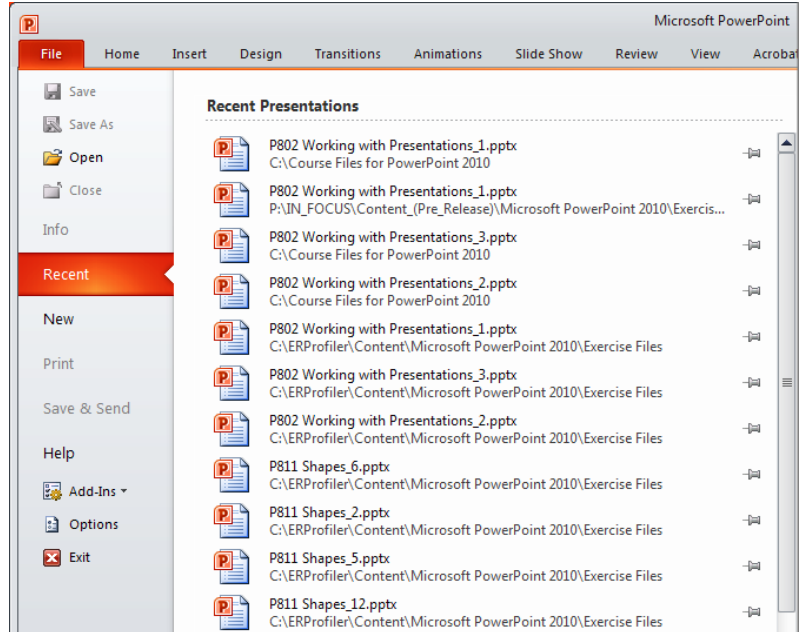 Microsoft PowerPoint
File Home Insert Design Transitions Animations Slide Show Review View Acrobat
Save
Save As
Open
Close
Info
Recent
New
Print
Save & Send
Help
Add-Ins
Options
Exit
Recent Presentations
P802 Working with Presentations_1.pptx
C:\Course Files for PowerPoint 2010
P802 Working with Presentations_1.pptx
P:\IN_FOCUS\Content_(Pre_Release)\Microsoft PowerPoint 2010\Exercis...
P802 Working with Presentations_3.pptx
C:\Course Files for PowerPoint 2010
P802 Working with Presentations_2.pptx
C:\Course Files for PowerPoint 2010
P802 Working with Presentations_1.pptx
C:\ERProfiler\Content\Microsoft PowerPoint 2010\Exercise Files
P802 Working with Presentations_3.pptx
C:\ERProfiler\Content\Microsoft PowerPoint 2010\Exercise Files
P802 Working with Presentations_2.pptx
C:\ERProfiler\Content\Microsoft PowerPoint 2010\Exercise Files
P811 Shapes_6.pptx
C:\ERProfiler\Content\Microsoft PowerPoint 2010\Exercise Files
P811 Shapes_2.pptx
C:\ERProfiler\Content\Microsoft PowerPoint 2010\Exercise Files
P811 Shapes_5.pptx
C:\ERProfiler\Content\Microsoft PowerPoint 2010\Exercise Files
P811 Shapes_12.pptx
C:\ERProfiler\Content\Microsoft PowerPoint 2010\Exercise Files